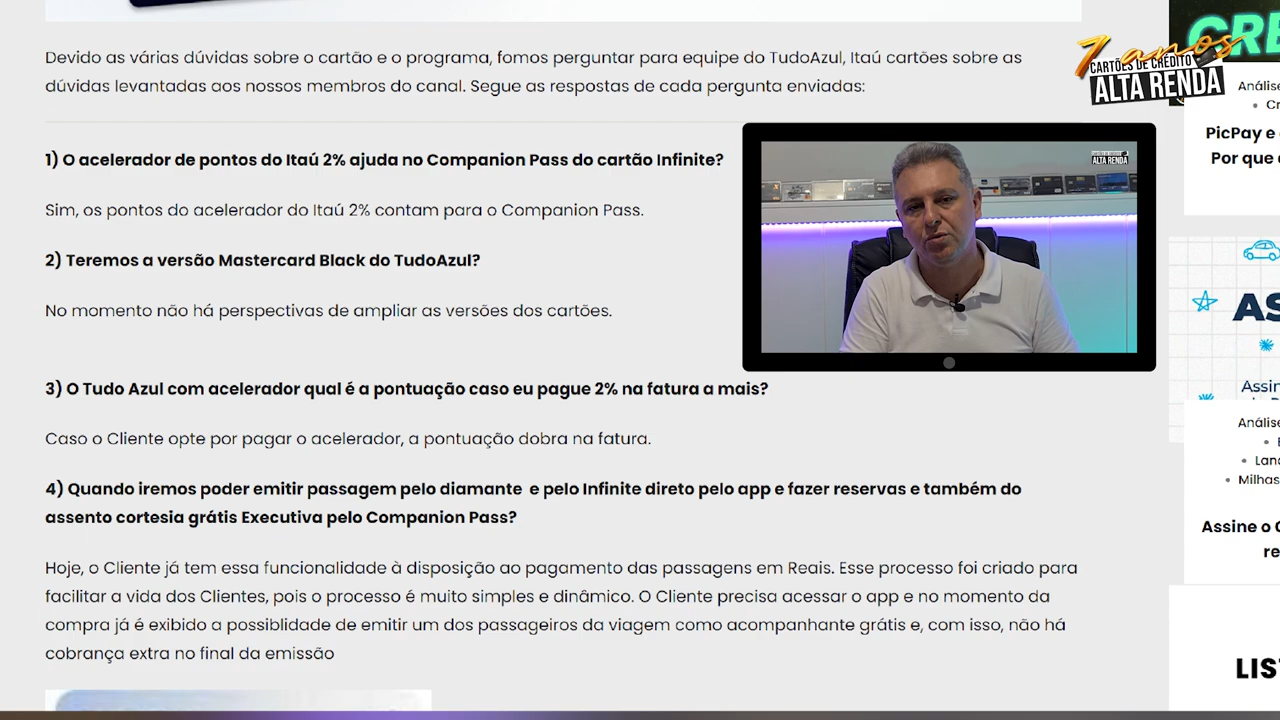 Devido as várias dúvidas sobre o cartão e o programa, fomos perguntar para equipe do TudoAzul, Itaú cartões sobre as
dúvidas levantadas aos nossos membros do canal. Segue as respostas de cada pergunta enviadas:
1) O acelerador de pontos do Itaú 2% ajuda no Companion Pass do cartão Infinite?
Sim, os pontos do acelerador do Itaú 2% contam para o Companion Pass.
2) Teremos a versão Mastercard Black do TudoAzul?
No momento não há perspectivas de ampliar as versões dos cartões.
3) O Tudo Azul com acelerador qual é a pontuação caso eu pague 2% na fatura a mais?
Caso o Cliente opte por pagar o acelerador, a pontuação dobra na fatura.
4) Quando iremos poder emitir passagem pelo diamante e pelo Infinite direto pelo app e fazer reservas e também do
assento cortesia grátis Executiva pelo Companion Pass?
Hoje, o Cliente já tem essa funcionalidade à disposição ao pagamento das passagens em Reais. Esse processo foi criado para
facilitar a vida dos Clientes, pois o processo é muito simples e dinâmico. O Cliente precisa acessar o app e no momento da
compra já é exibido a possiblidade de emitir um dos passageiros da viagem como acompanhante grátis e, com isso, não há
cobrança extra no final da emissão
7 anos
CARTÕES DE CRÉDITO
ALTA RENDA
ALTA RENDA
CRE
Análise
Cr
PicPay e
Por que
AS
Assin
Análise
Lanc
Milhas
Assine o
re
LIS